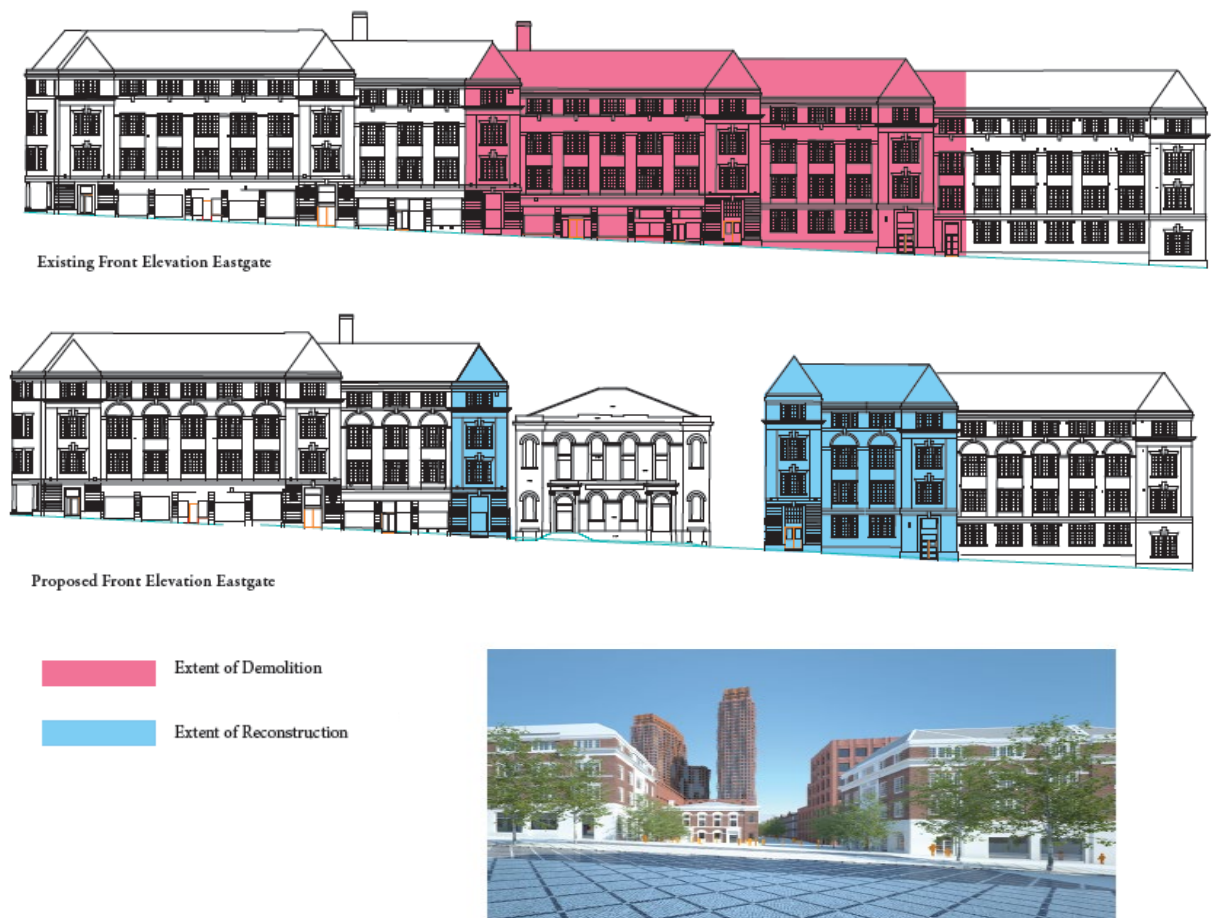 Existing Front Elevation Eastgate
Proposed Front Elevation Eastgate
Extent of Demolition
Extent of Reconstruction